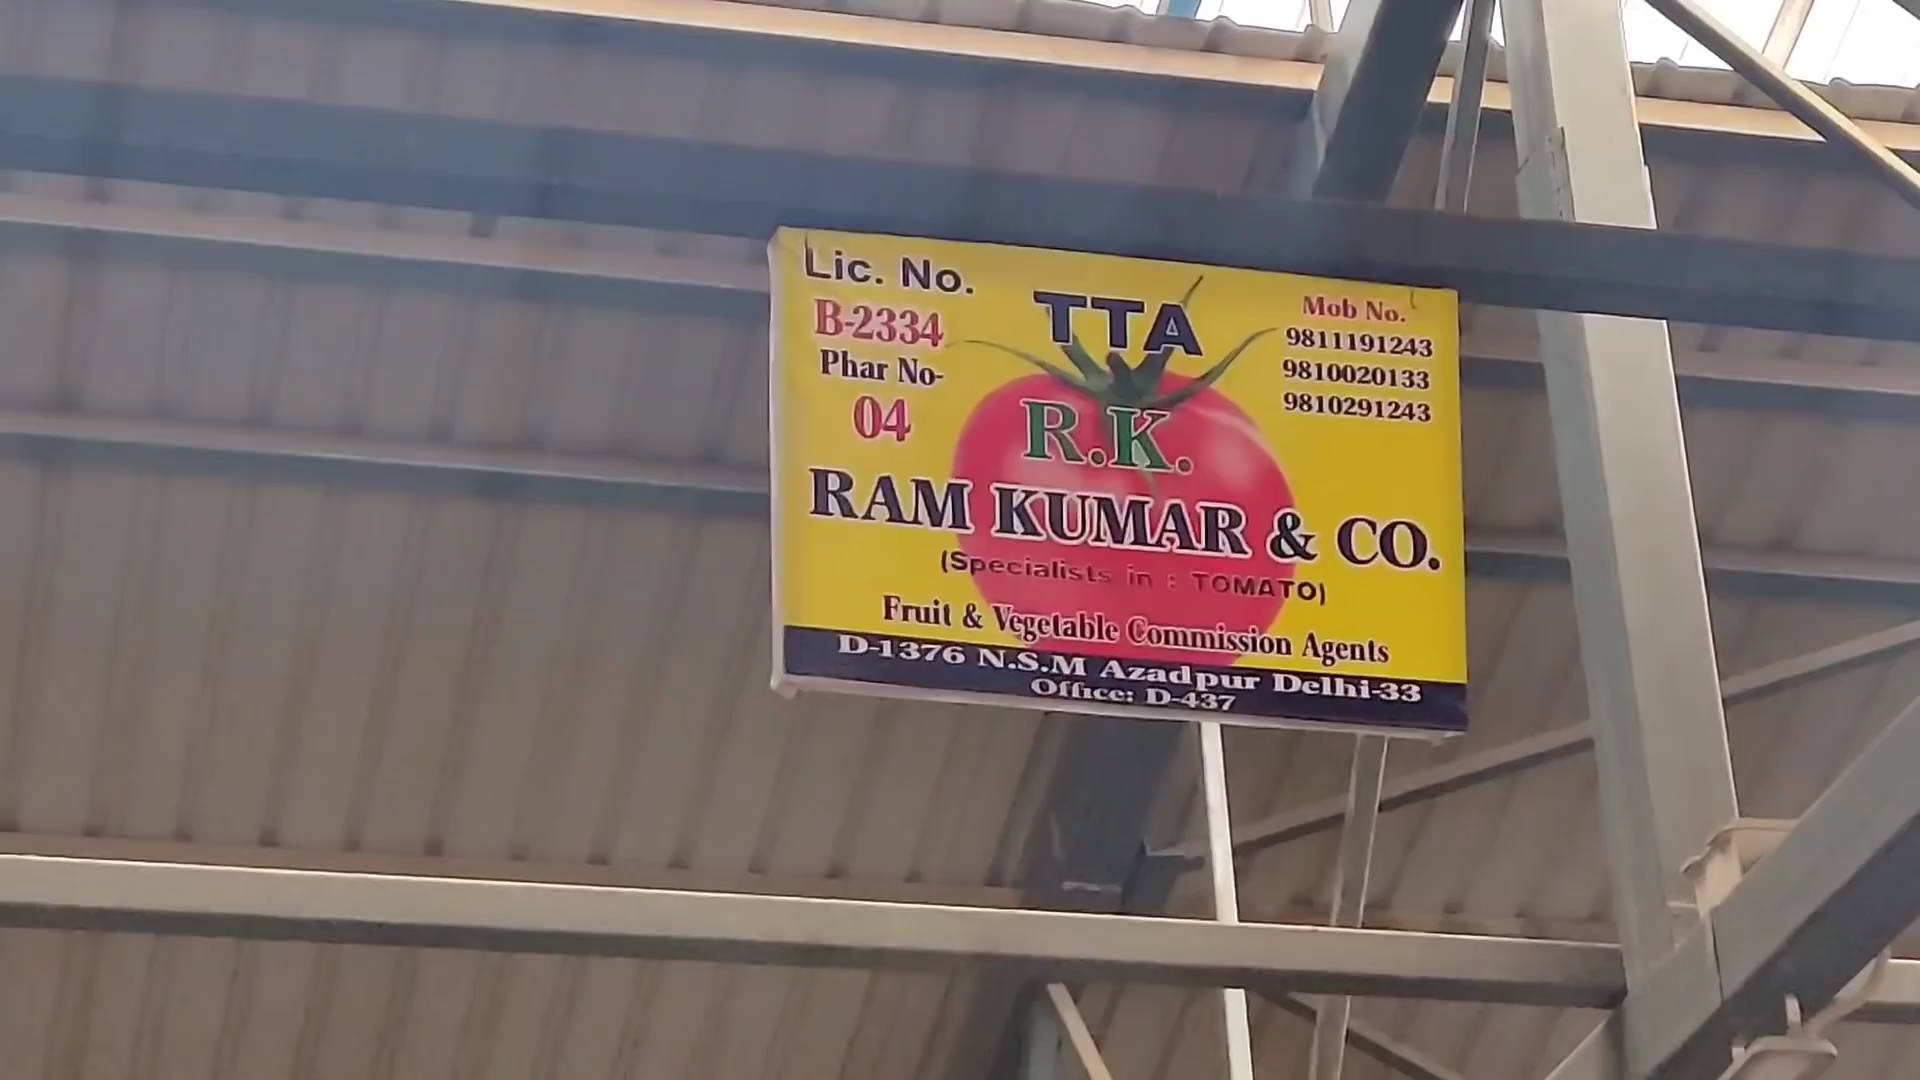 Lic. No.
B-2334
Phar No-
04
TTA
R.K.
Mob No.
9811191243
9810020133
9810291243
RAM KUMAR & CO.
(Specialists in : TOMATO)
Fruit & Vegetable Commission Agents
D-1376 N.S.M Azadpur Delhi-33
Office: D-437